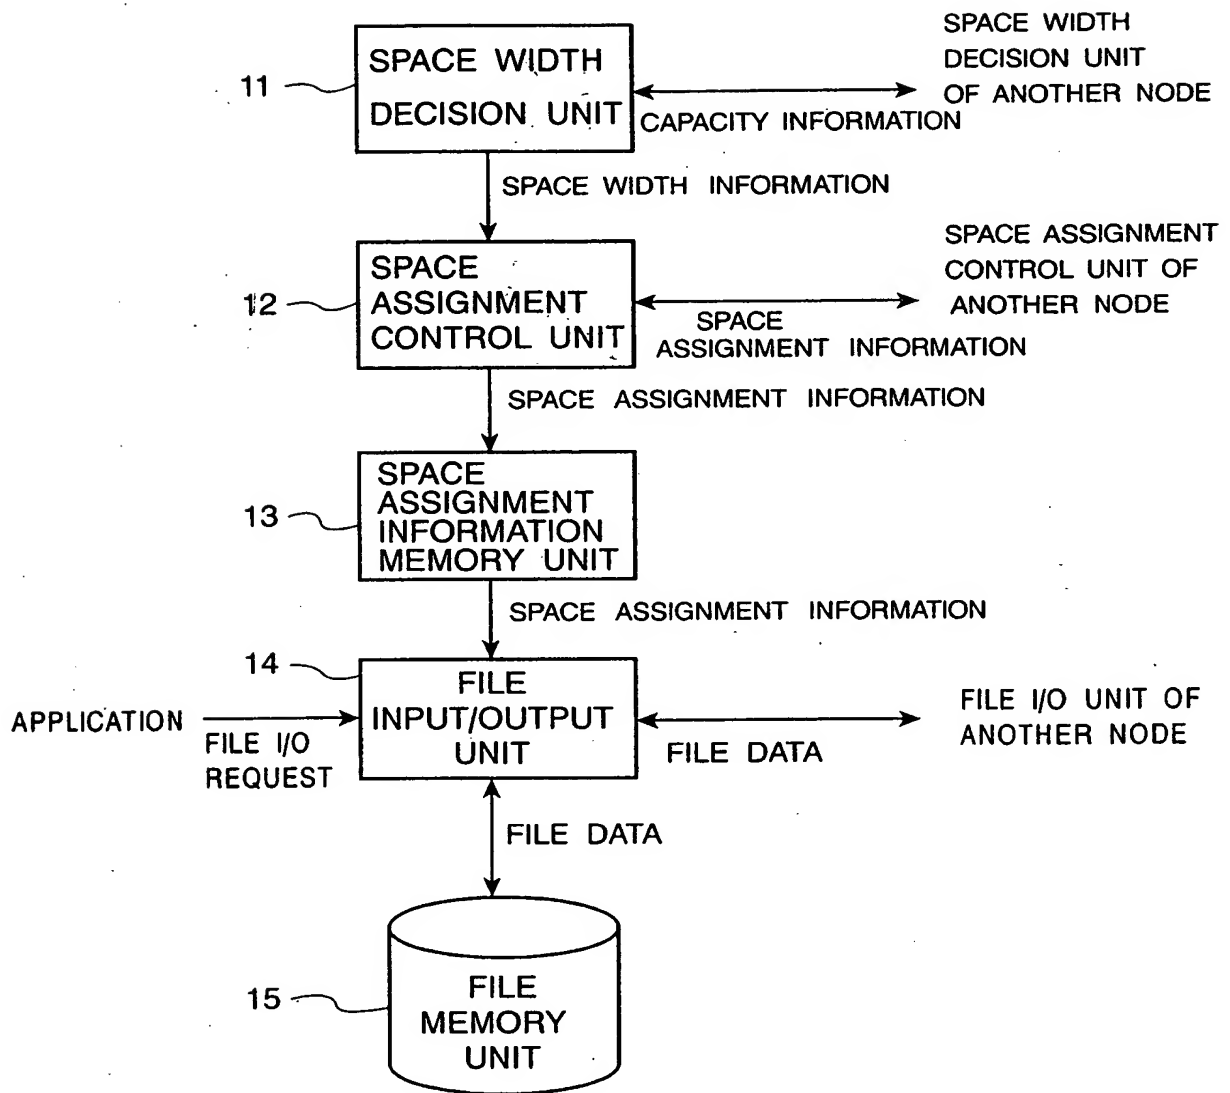 11
SPACE WIDTH
DECISION UNIT
CAPACITY INFORMATION
SPACE WIDTH
DECISION UNIT
OF ANOTHER NODE
SPACE WIDTH INFORMATION
12
SPACE
ASSIGNMENT
CONTROL UNIT
SPACE
ASSIGNMENT INFORMATION
SPACE ASSIGNMENT
CONTROL UNIT OF
ANOTHER NODE
SPACE ASSIGNMENT INFORMATION
13
SPACE
ASSIGNMENT
INFORMATION
MEMORY UNIT
SPACE ASSIGNMENT INFORMATION
14
APPLICATION
FILE I/O
REQUEST
FILE
INPUT/OUTPUT
UNIT
FILE DATA
FILE I/O UNIT OF
ANOTHER NODE
FILE DATA
15
FILE
MEMORY
UNIT